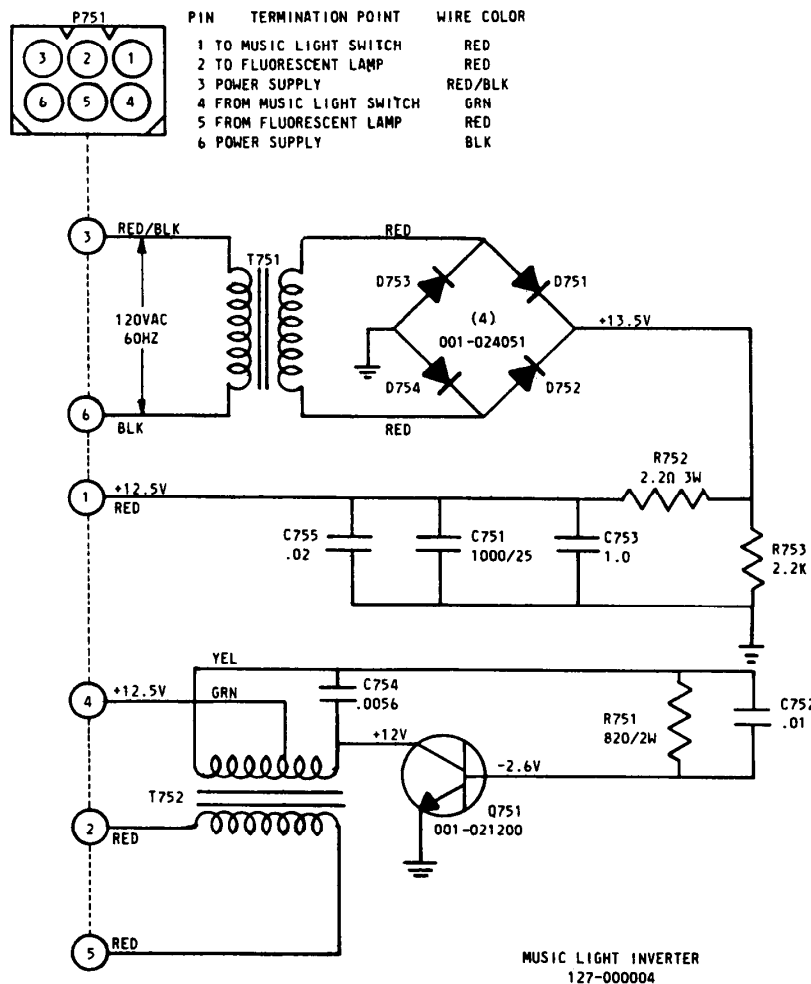 P751
PIN TERMINATION POINT WIRE COLOR
3 2 1
6 5 4
1 TO MUSIC LIGHT SWITCH RED
2 TO FLUORESCENT LAMP RED
3 POWER SUPPLY RED/BLK
4 FROM MUSIC LIGHT SWITCH GRN
5 FROM FLUORESCENT LAMP RED
6 POWER SUPPLY BLK
3 RED/BLK
T751
RED
D753
D751
(4)
001-024051
+13.5V
120VAC
60HZ
D754
D752
6
BLK
RED
R752
2.2Ω 3W
1 +12.5V
RED
C755
.02
C751
1000/25
C753
1.0
R753
2.2K
YEL
4 +12.5V GRN
C754
.0056
+12V
R751
820/2W
C752
.01
-2.6V
T752
Q751
001-021200
2
RED
5 RED
MUSIC LIGHT INVERTER
127-000004